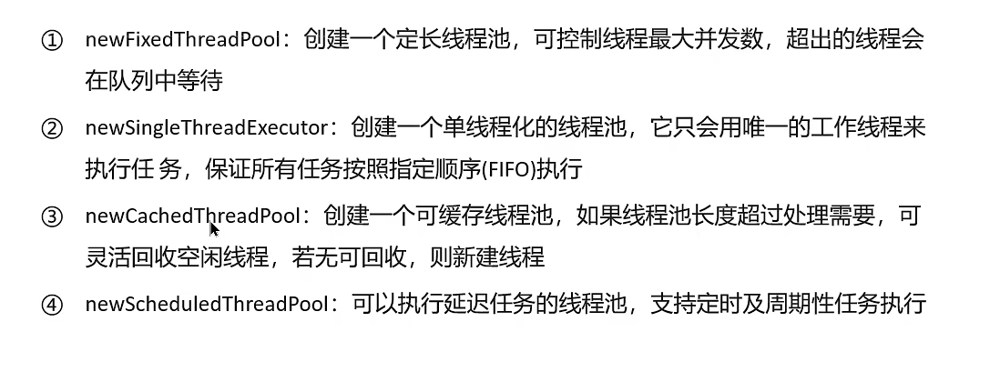 ① newFixedThreadPool：创建一个定长线程池，可控制线程最大并发数，超出的线程会
在队列中等待
② newSingleThreadExecutor：创建一个单线程化的线程池，它只会用唯一的工作线程来
执行任 务，保证所有任务按照指定顺序(FIFO)执行
③ newCachedThreadPool：创建一个可缓存线程池，如果线程池长度超过处理需要，可
灵活回收空闲线程，若无可回收，则新建线程
④ newScheduledThreadPool：可以执行延迟任务的线程池，支持定时及周期性任务执行